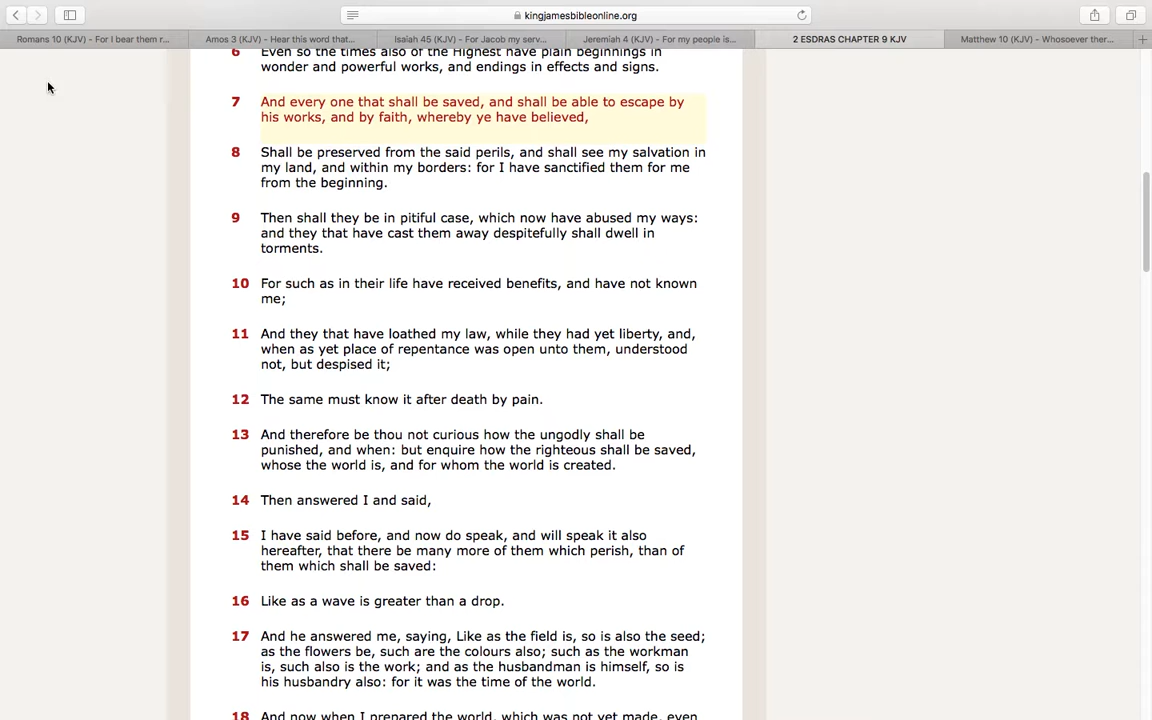 kingjamesbibleonline.org
Romans 10 (KJV) - For I bear them r...
Amos 3 (KJV) - Hear this word that...
Isaiah 45 (KJV) - For Jacob my serv...
Jeremiah 4 (KJV) - For my people is...
2 ESDRAS CHAPTER 9 KJV
Matthew 10 (KJV) - Whosoever ther...
6 Even so the times also of the Highest have plain beginnings in
wonder and powerful works, and endings in effects and signs.
7 And every one that shall be saved, and shall be able to escape by
his works, and by faith, whereby ye have believed,
8 Shall be preserved from the said perils, and shall see my salvation in
my land, and within my borders: for I have sanctified them for me
from the beginning.
9 Then shall they be in pitiful case, which now have abused my ways:
and they that have cast them away despitefully shall dwell in
torments.
10 For such as in their life have received benefits, and have not known
me;
11 And they that have loathed my law, while they had yet liberty, and,
when as yet place of repentance was open unto them, understood
not, but despised it;
12 The same must know it after death by pain.
13 And therefore be thou not curious how the ungodly shall be
punished, and when: but enquire how the righteous shall be saved,
whose the world is, and for whom the world is created.
14 Then answered I and said,
15 I have said before, and now do speak, and will speak it also
hereafter, that there be many more of them which perish, than of
them which shall be saved:
16 Like as a wave is greater than a drop.
17 And he answered me, saying, Like as the field is, so is also the seed;
as the flowers be, such are the colours also; such as the workman
is, such also is the work; and as the husbandman is himself, so is
his husbandry also: for it was the time of the world.
18 And now when I prepared the world, which was not yet made, even